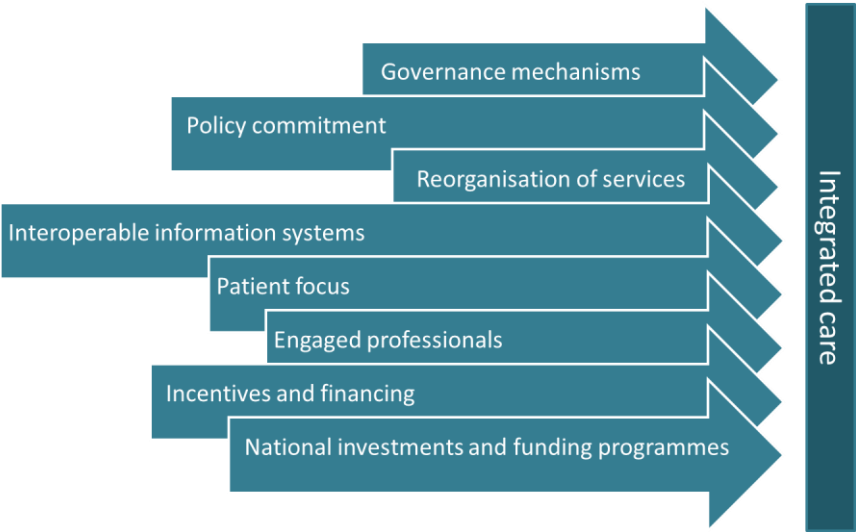 Governance mechanisms
Policy commitment
Reorganisation of services
Interoperable information systems
Patient focus
Engaged professionals
Incentives and financing
National investments and funding programmes
Integrated care